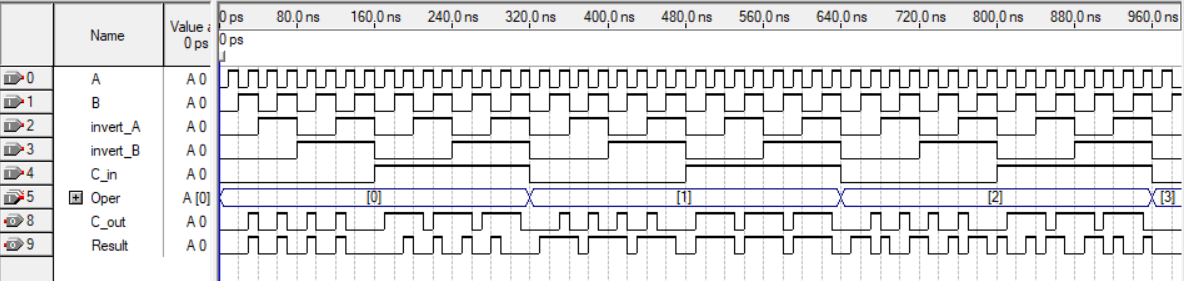 Name Value a 0 ps 80.0 ns 160.0 ns 240.0 ns 320.0 ns 400.0 ns 480.0 ns 560.0 ns 640.0 ns 720.0 ns 800.0 ns 880.0 ns 960.0 ns
0 ps 0 ps
0 A A 0
1 B A 0
2 invert_A A 0
3 invert_B A 0
4 C_in A 0
5 Oper A [0] [0] [1] [2] [3]
8 C_out A 0
9 Result A 0